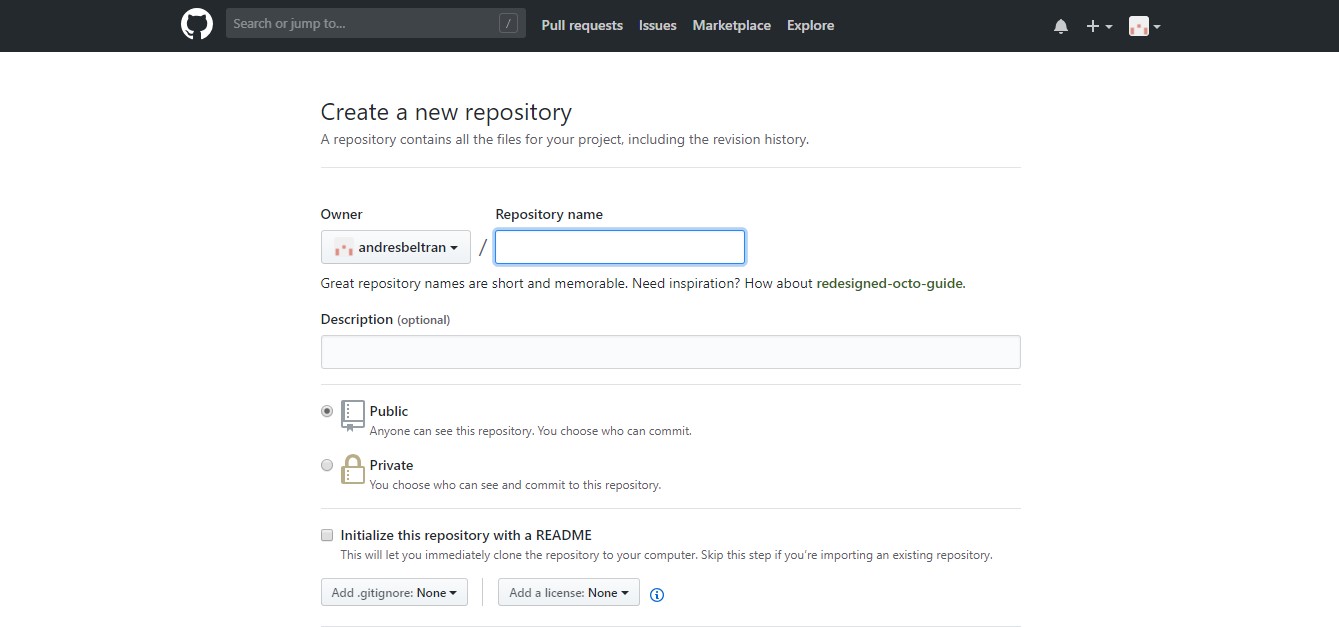 Search or jump to... / Pull requests Issues Marketplace Explore
Create a new repository
A repository contains all the files for your project, including the revision history.
Owner Repository name
andresbeltran /
Great repository names are short and memorable. Need inspiration? How about redesigned-octo-guide.
Description (optional)
Public
Anyone can see this repository. You choose who can commit.
Private
You choose who can see and commit to this repository.
Initialize this repository with a README
This will let you immediately clone the repository to your computer. Skip this step if you're importing an existing repository.
Add .gitignore: None Add a license: None